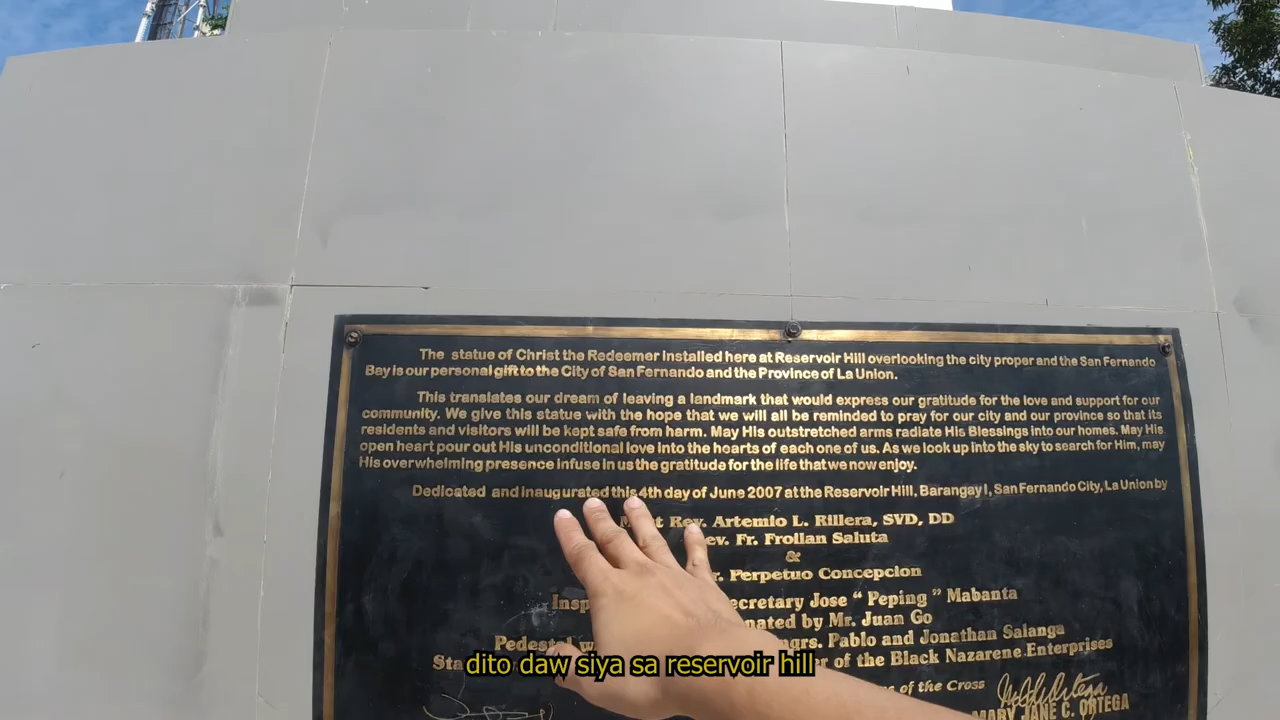 The statue of Christ the Redeemer Installed here at Reservoir Hill overlooking the city proper and the San Fernando
Bay is our personal gift to the City of San Fernando and the Province of La Union.
This translates our dream of leaving a landmark that would express our gratitude for the love and support for our
community. We give this statue with the hope that we will all be reminded to pray for our city and our province so that its
residents and visitors will be kept safe from harm. May His outstretched arms radiate His Blessings into our homes. May His
open heart pour out His unconditional love into the hearts of each one of us. As we look up into the sky to search for Him, may
His overwhelming presence infuse in us the gratitude for the life that we now enjoy.
Dedicated and inaugurated this 4th day of June 2007 at the Reservoir Hill, Barangay I, San Fernando City, La Union by
Rev. Artemio L. Rillera, SVD, DD
Fr. Froilan Saluta
&
Perpetuo Concepcion
Jose " Peping " Mabanta
by Mr. Juan Go
Pedestal Pablo and Jonathan Salanga
of the Black Nazarene Enterprises
dito daw siya sa reservoir hill
of the Cross
MARY JANE C. ORTEGA